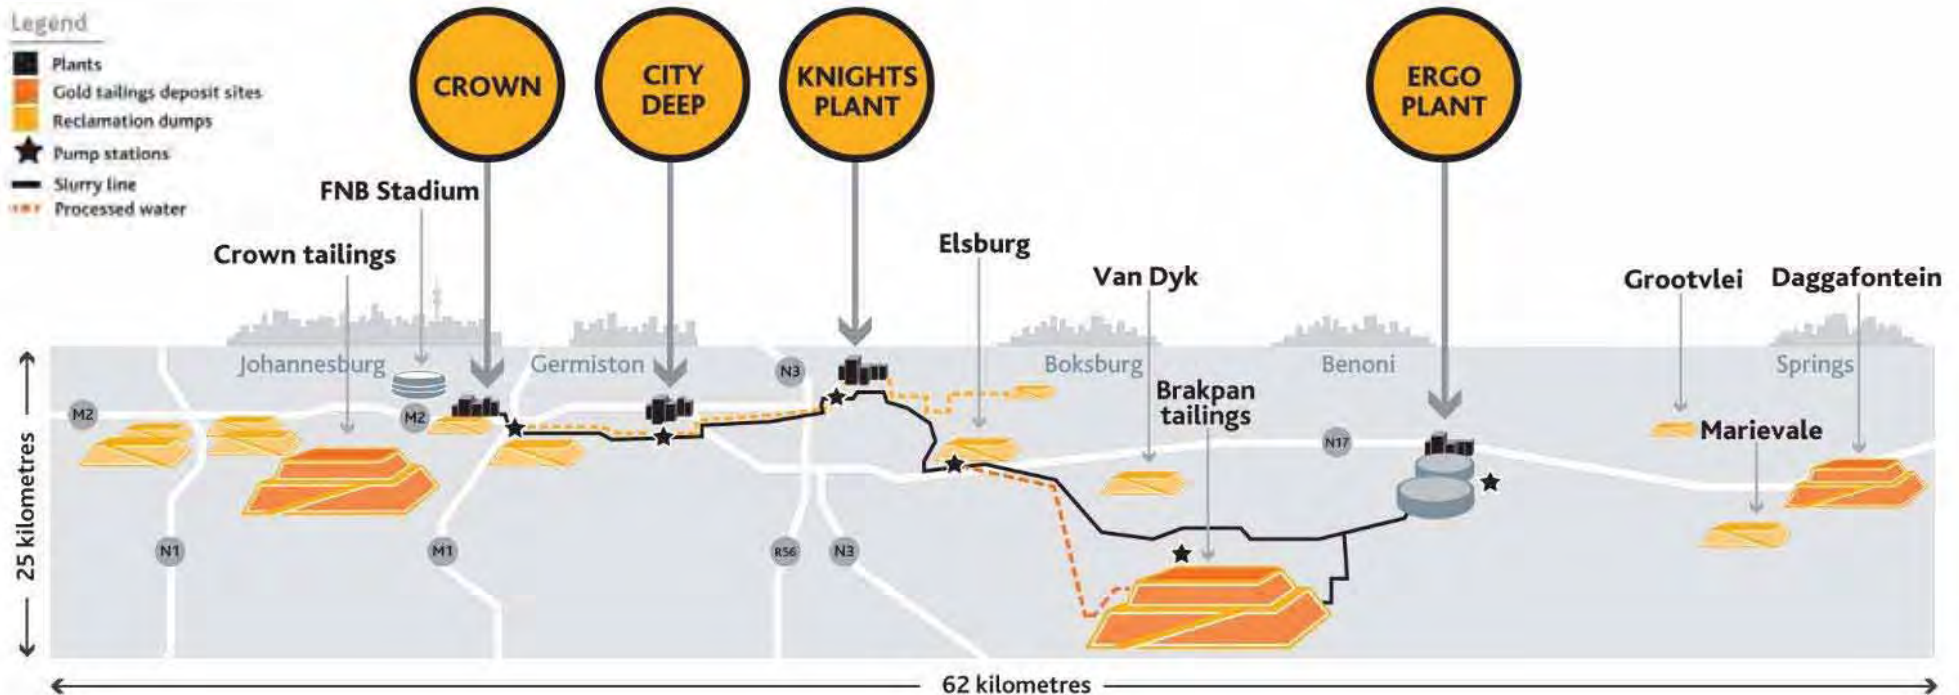 Legend
Plants
Gold tailings deposit sites
Reclamation dumps
Pump stations
Slurry line
Processed water
CROWN
CITY
DEEP
KNIGHTS
PLANT
ERGO
PLANT
FNB Stadium
Crown tailings
Elsburg
Van Dyk
Grootvlei
Daggafontein
Johannesburg
Germiston
N3
Boksburg
Benoni
Springs
Brakpan
tailings
M2
M2
N17
Marievale
N1
M1
R56
N3
25 kilometres
62 kilometres